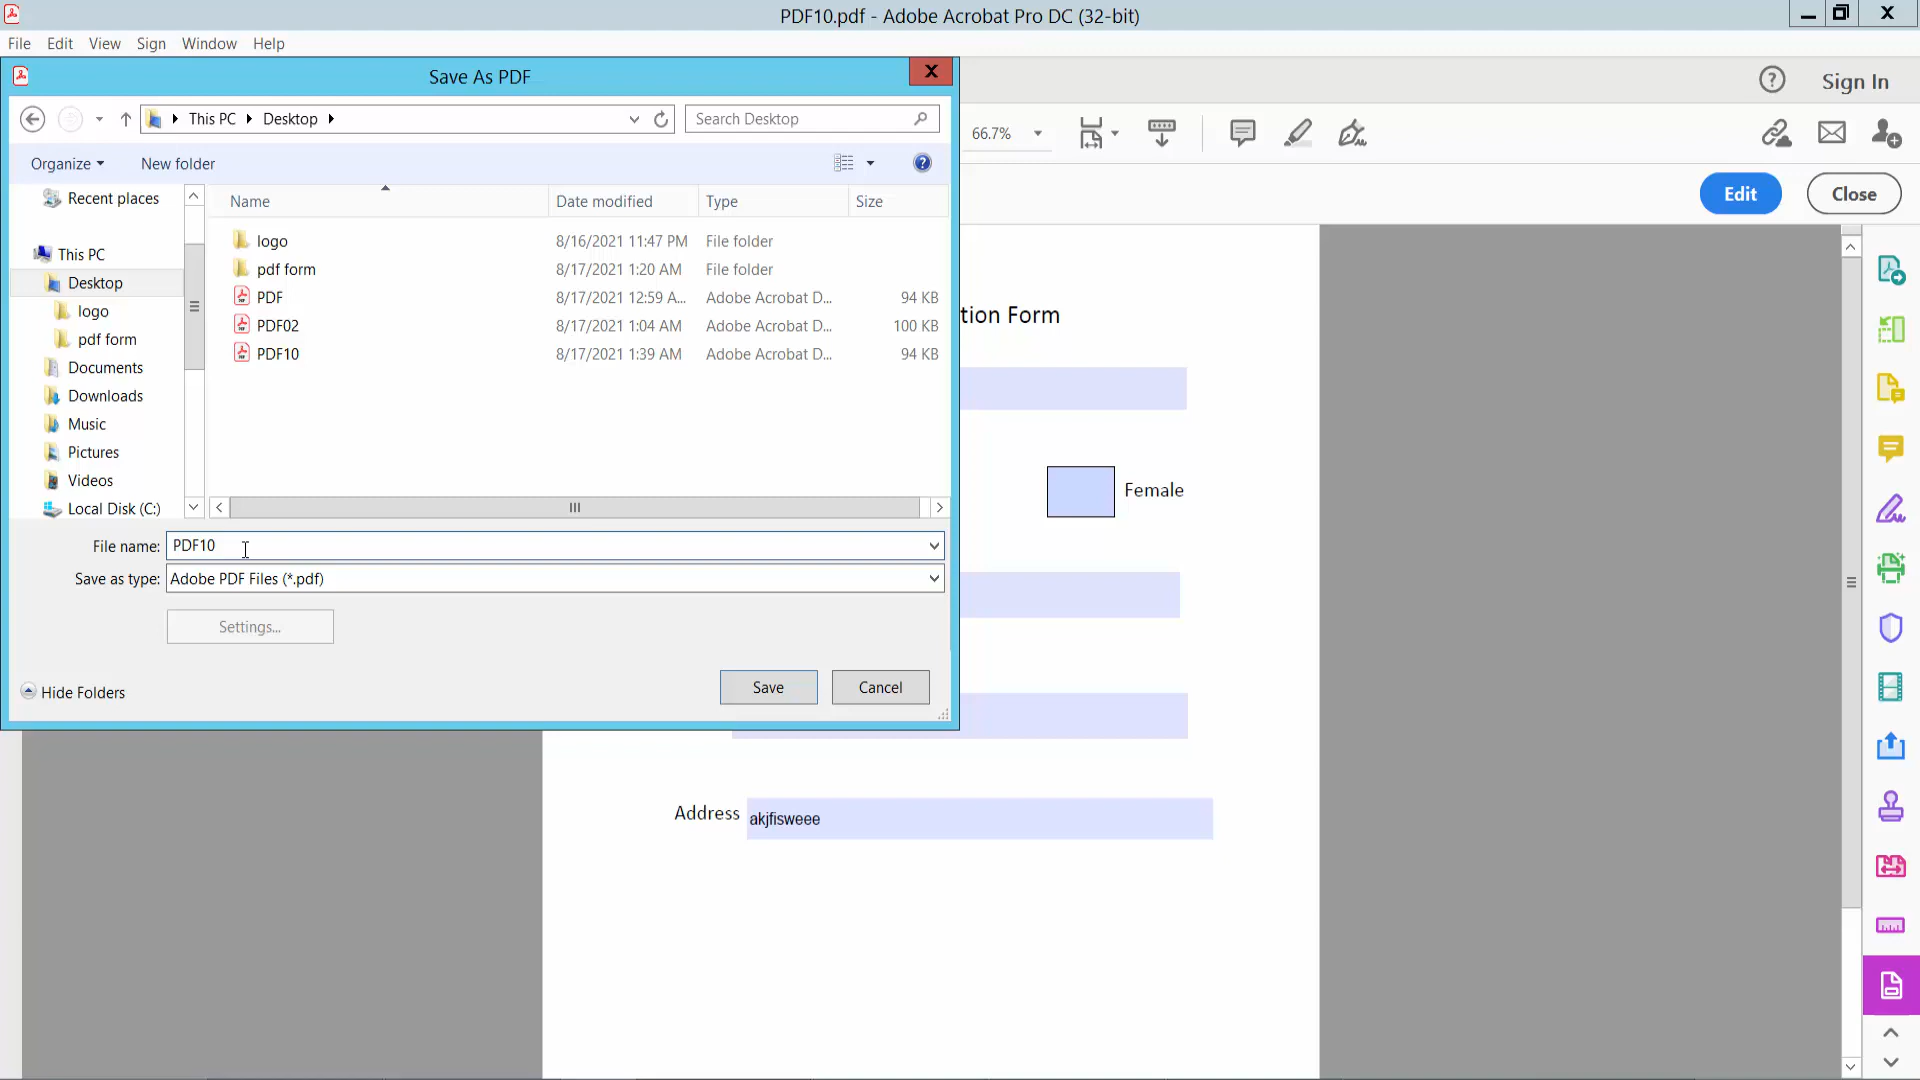 PDF10.pdf - Adobe Acrobat Pro DC (32-bit)
File Edit View Sign Window Help
Save As PDF
X
Sign In
This PC Desktop
Search Desktop
66.7%
Organize
New folder
Edit
Close
Recent places
This PC
Desktop
logo
pdf form
Documents
Downloads
Music
Pictures
Videos
Local Disk (C:)
Name Date modified Type Size
logo 8/16/2021 11:47 PM File folder
pdf form 8/17/2021 1:20 AM File folder
PDF 8/17/2021 12:59 A... Adobe Acrobat D... 94 KB
PDF02 8/17/2021 1:04 AM Adobe Acrobat D... 100 KB
PDF10 8/17/2021 1:39 AM Adobe Acrobat D... 94 KB
File name: PDF10
Save as type: Adobe PDF Files (*.pdf)
Settings...
Hide Folders
Save
Cancel
tion Form
Female
Address akjfisweee